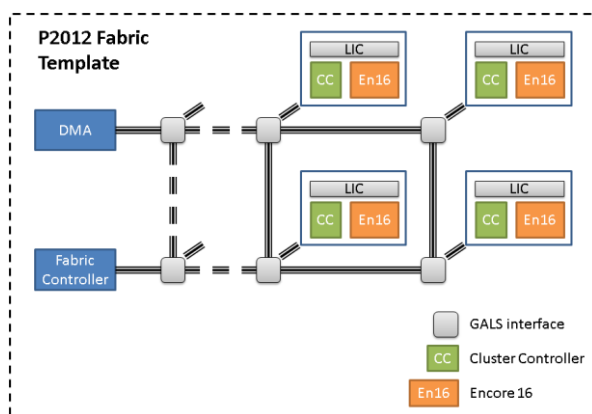 P2012 Fabric
Template
LIC
CC
En16
LIC
CC
En16
DMA
LIC
CC
En16
LIC
CC
En16
Fabric
Controller
GALS interface
CC
Cluster Controller
En16
Encore 16